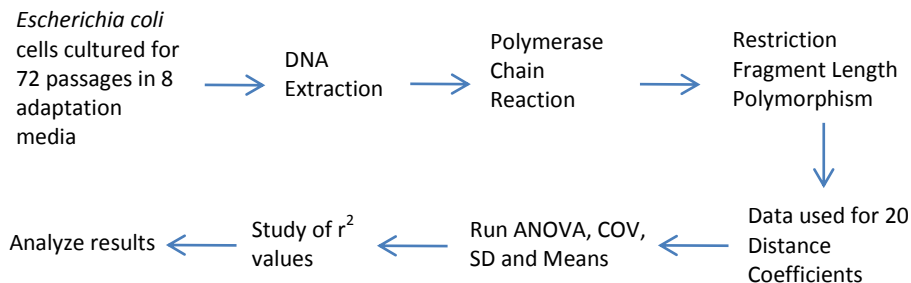 Escherichia coli
cells cultured for
72 passages in 8
adaptation
media
DNA
Extraction
Polymerase
Chain
Reaction
Restriction
Fragment Length
Polymorphism
Data used for 20
Distance
Coefficients
Run ANOVA, COV,
SD and Means
Study of r²
values
Analyze results